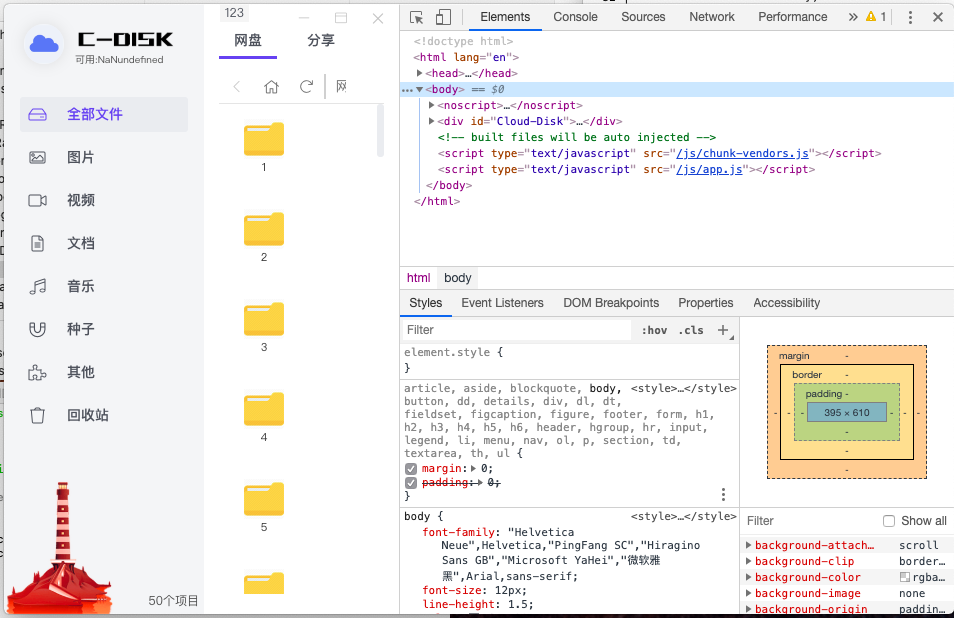 C-DISK
可用:NaNundefined
全部文件
图片
视频
文档
音乐
种子
其他
回收站
50个项目
123
网盘
分享
网
1
2
3
4
5
Elements
Console
Sources
Network
Performance
»
1
<!doctype html>
<html lang="en">
<head>…</head>
<body> == $0
<noscript>…</noscript>
<div id="Cloud-Disk">…</div>
<!-- built files will be auto injected -->
<script type="text/javascript" src="/js/chunk-vendors.js"></script>
<script type="text/javascript" src="/js/app.js"></script>
</body>
</html>
html body
Styles Event Listeners DOM Breakpoints Properties Accessibility
Filter :hov .cls +
element.style {
}
article, aside, blockquote, body, <style>…</style>
button, dd, details, div, dl, dt,
fieldset, figcaption, figure, footer, form, h1,
h2, h3, h4, h5, h6, header, hgroup, hr, input,
legend, li, menu, nav, ol, p, section, td,
textarea, th, ul {
margin: 0;
padding: 0;
}
body { <style>…</style>
font-family: "Helvetica
Neue",Helvetica,"PingFang SC","Hiragino
Sans GB","Microsoft YaHei","微软雅
黑",Arial,sans-serif;
font-size: 12px;
line-height: 1.5;
margin -
border -
padding -
- - - 395 × 610 - - -
-
-
-
Filter Show all
background-attach… scroll
background-clip border…
background-color rgba…
background-image none
background-origin paddin…